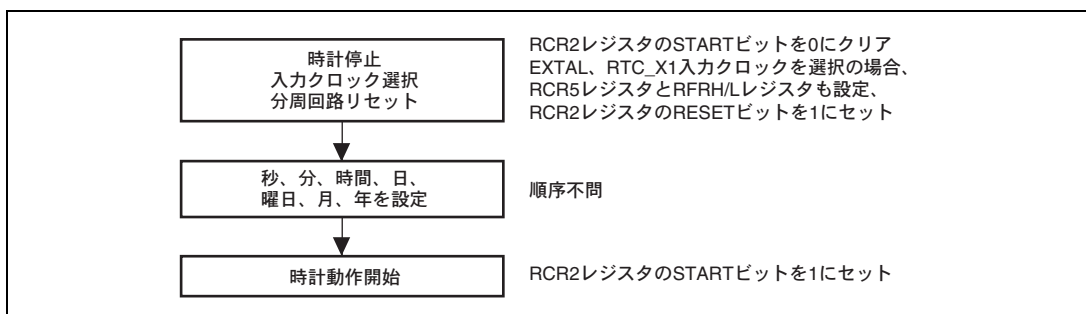 時計停止
入力クロック選択
分周回路リセット
RCR2レジスタのSTARTビットを0にクリア
EXTAL、RTC_X1入力クロックを選択の場合、
RCR5レジスタとRFRH/Lレジスタも設定、
RCR2レジスタのRESETビットを1にセット
秒、分、時間、日、
曜日、月、年を設定
順序不問
時計動作開始
RCR2レジスタのSTARTビットを1にセット